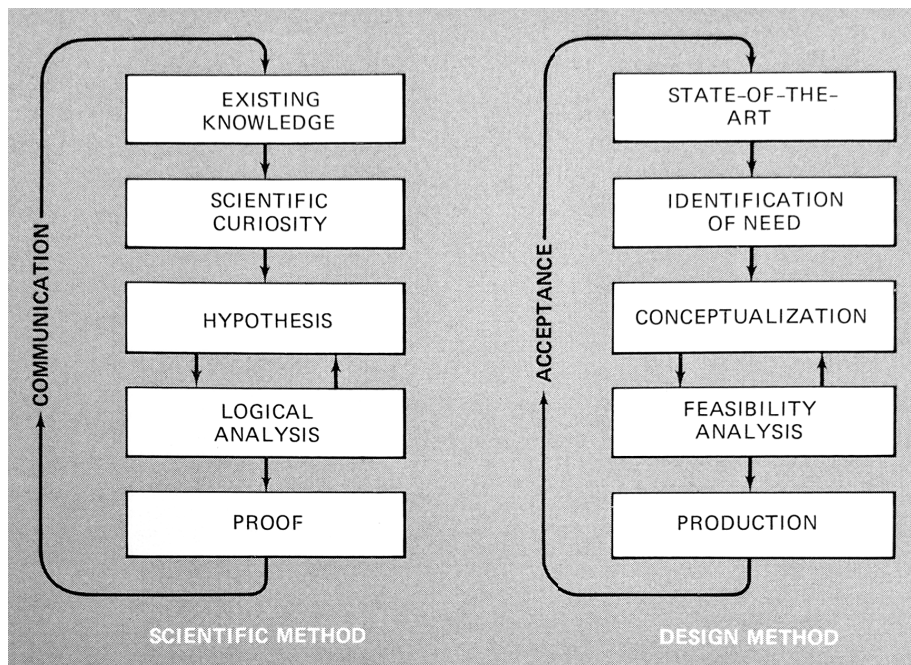 COMMUNICATION
EXISTING
KNOWLEDGE
SCIENTIFIC
CURIOSITY
HYPOTHESIS
LOGICAL
ANALYSIS
PROOF
SCIENTIFIC METHOD
ACCEPTANCE
STATE-OF-THE-
ART
IDENTIFICATION
OF NEED
CONCEPTUALIZATION
FEASIBILITY
ANALYSIS
PRODUCTION
DESIGN METHOD